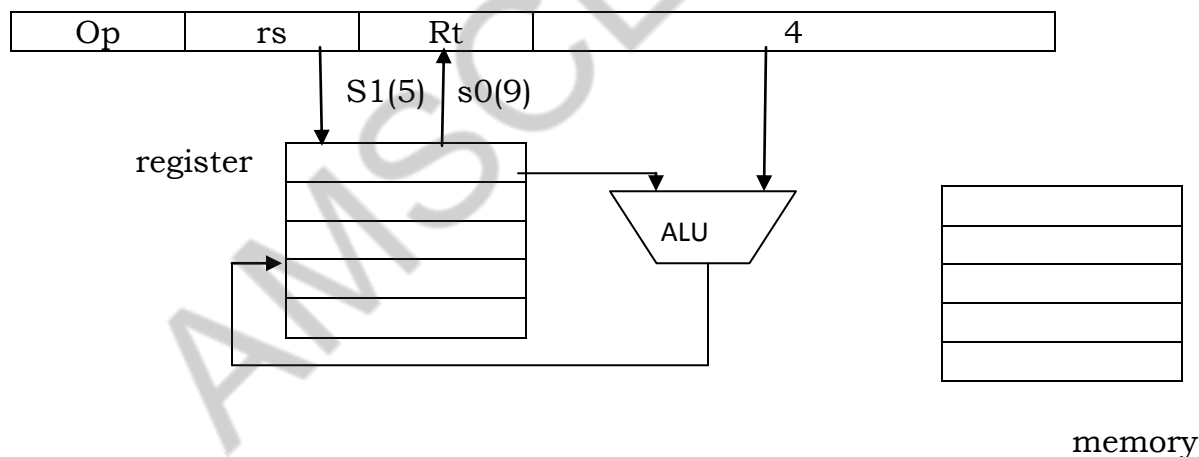 Op rs Rt 4
S1(5) s0(9)
register
ALU
memory
AMSCE